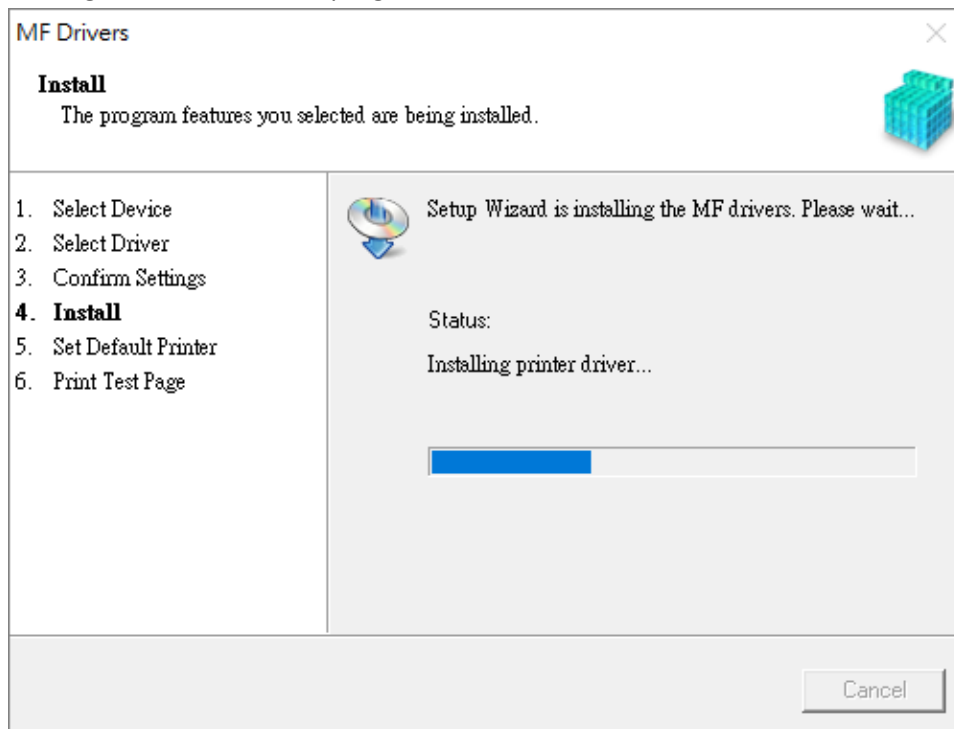 MF Drivers
Install
The program features you selected are being installed.
1. Select Device
2. Select Driver
3. Confirm Settings
4. Install
5. Set Default Printer
6. Print Test Page
Setup Wizard is installing the MF drivers. Please wait...
Status:
Installing printer driver...
Cancel